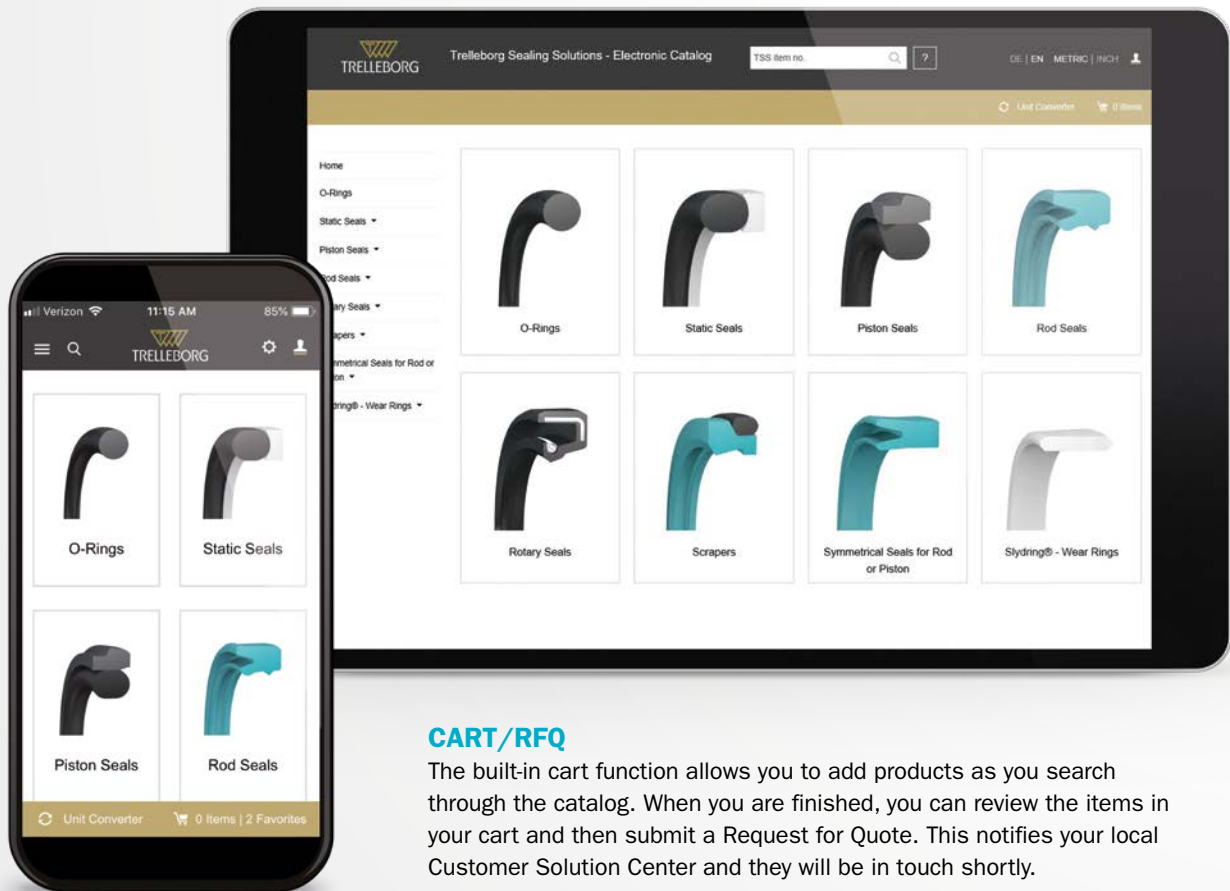 TRELLEBORG
Trelleborg Sealing Solutions - Electronic Catalog
TSS Item no.
?
DE | EN METRIC | INCH
Unit Converter
0 Items
Home
O-Rings
Static Seals
Piston Seals
Rod Seals
ary Seals
apers
mmetrical Seals for Rod or
on
dring® - Wear Rings
O-Rings
Static Seals
Piston Seals
Rod Seals
Rotary Seals
Scrapers
Symmetrical Seals for Rod
or Piston
Slydring® - Wear Rings
Verizon
11:15 AM
85%
TRELLEBORG
O-Rings
Static Seals
Piston Seals
Rod Seals
Unit Converter
0 Items | 2 Favorites
CART/RFQ
The built-in cart function allows you to add products as you search
through the catalog. When you are finished, you can review the items in
your cart and then submit a Request for Quote. This notifies your local
Customer Solution Center and they will be in touch shortly.